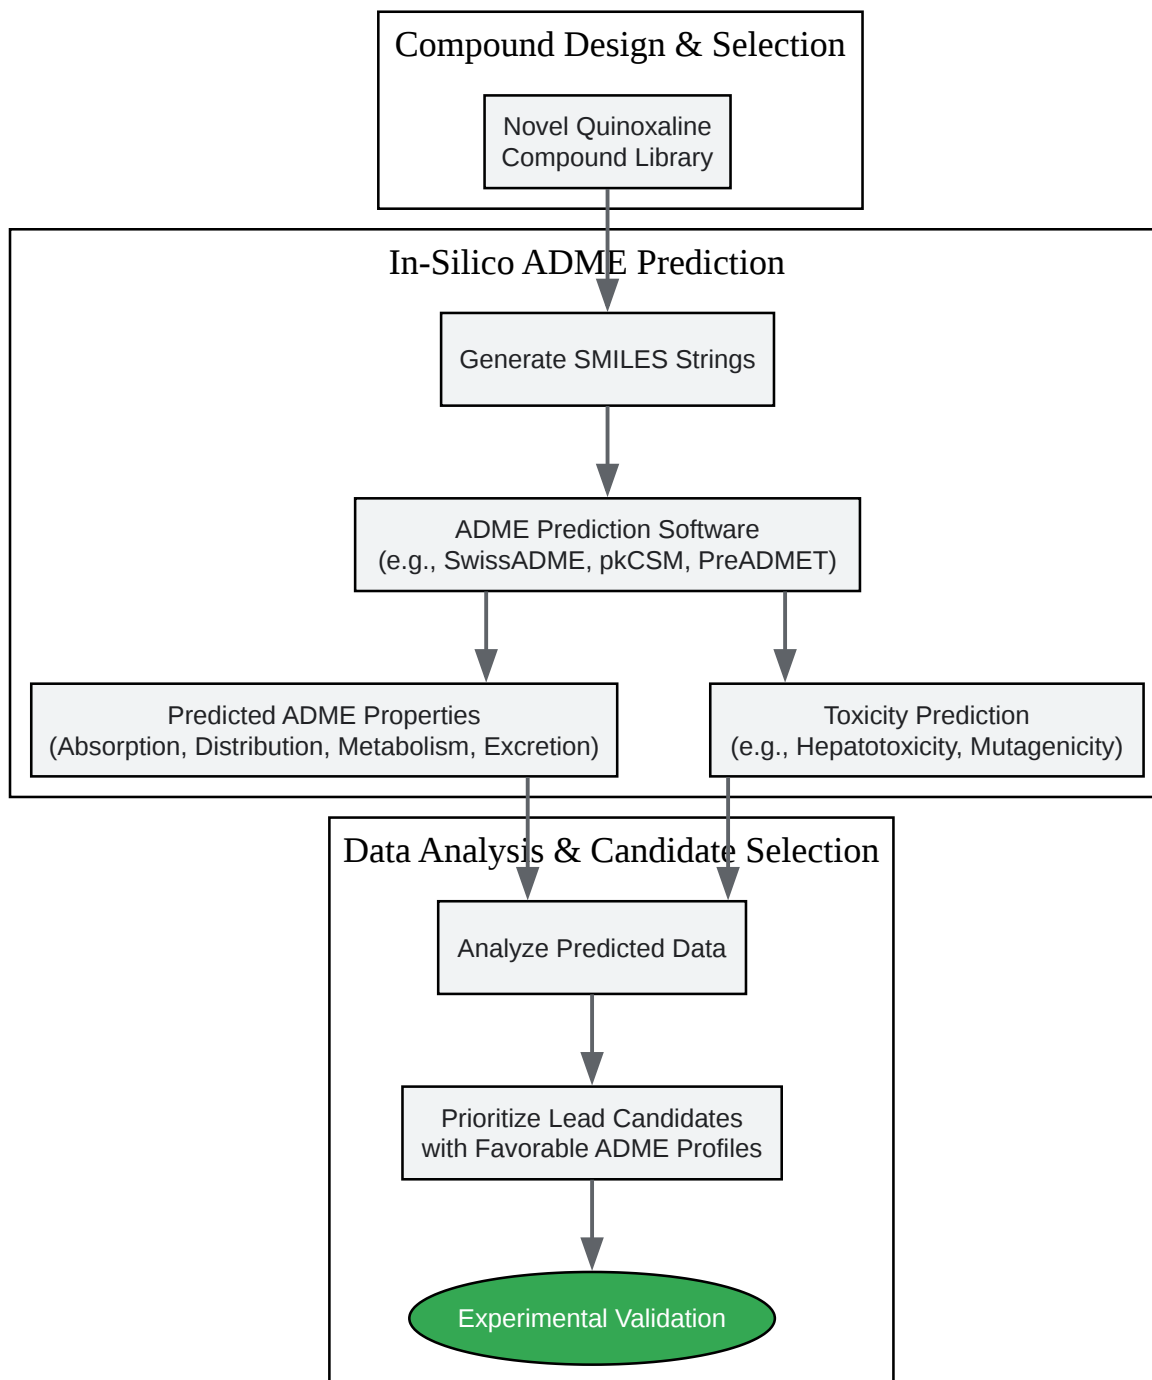 Compound Design & Selection
Novel Quinoxaline
Compound Library
In-Silico ADME Prediction
Generate SMILES Strings
ADME Prediction Software
(e.g., SwissADME, pkCSM, PreADMET)
Predicted ADME Properties
(Absorption, Distribution, Metabolism, Excretion)
Toxicity Prediction
(e.g., Hepatotoxicity, Mutagenicity)
Data Analysis & Candidate Selection
Analyze Predicted Data
Prioritize Lead Candidates
with Favorable ADME Profiles
Experimental Validation